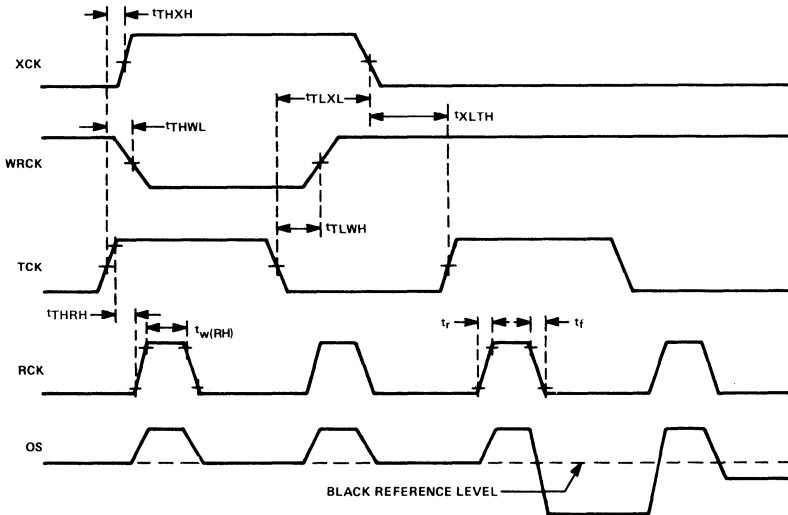 tTHXH
XCK
tTLXL
tXLTH
tTHWL
WRCK
tTLWH
TCK
tTHRH
tw(RH)
tr
tf
RCK
OS
BLACK REFERENCE LEVEL